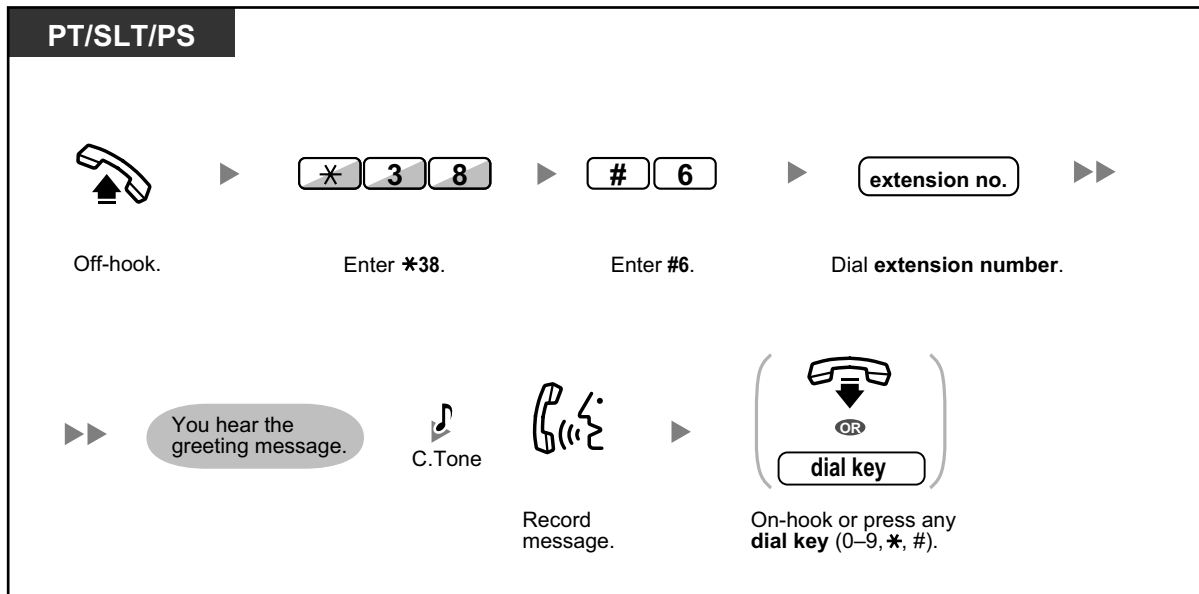 PT/SLT/PS
* 3 8
# 6
extension no.
Off-hook.
Enter *38.
Enter #6.
Dial extension number.
You hear the
greeting message.
C.Tone
OR
dial key
Record
message.
On-hook or press any
dial key (0–9, *, #).